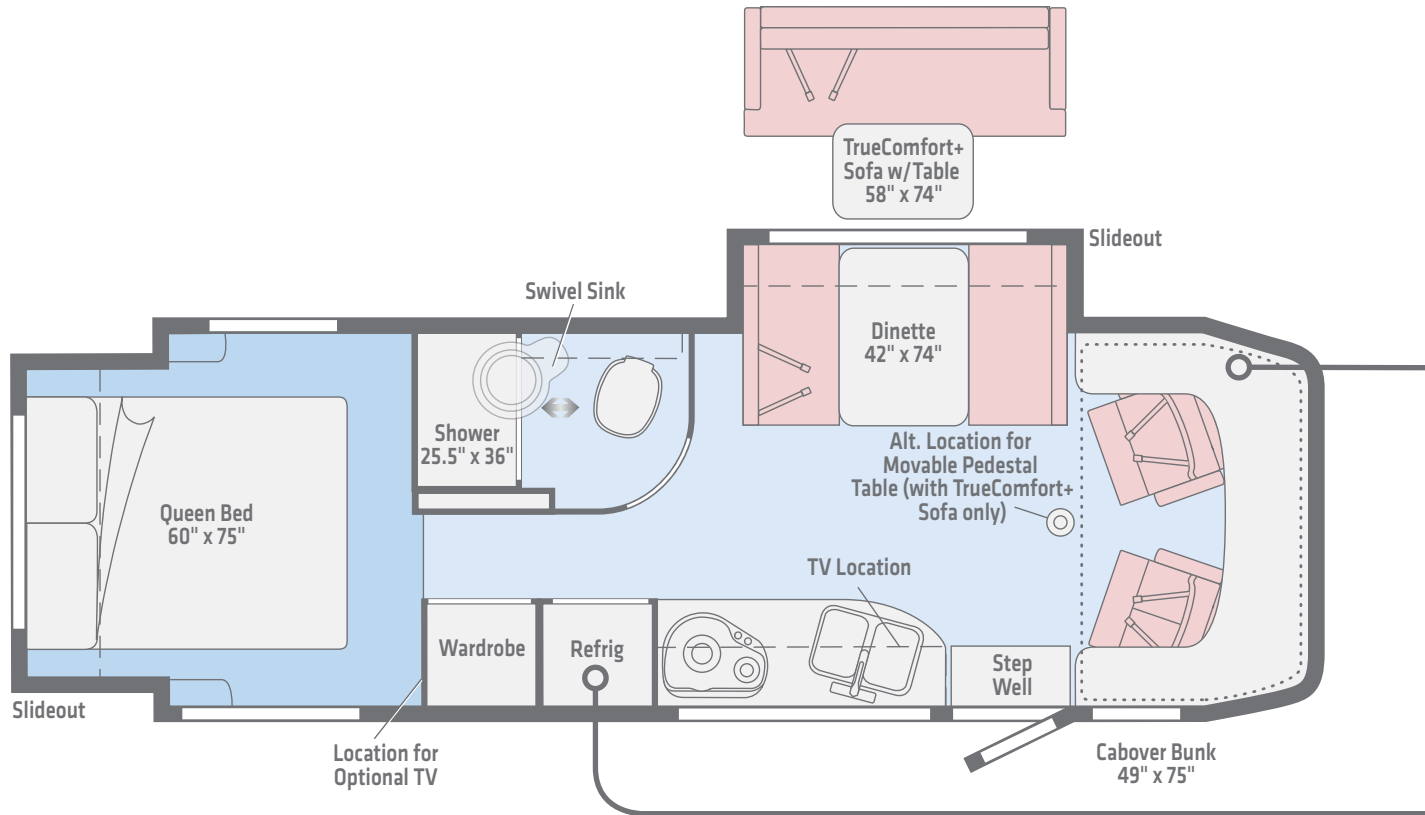 TrueComfort+
Sofa w/Table
58" x 74"
Slideout
Swivel Sink
Dinette
42" x 74"
Shower
25.5" x 36"
Alt. Location for
Movable Pedestal
Table (with TrueComfort+
Sofa only)
Queen Bed
60" x 75"
TV Location
Wardrobe
Refrig
Step
Well
Slideout
Location for
Optional TV
Cabover Bunk
49" x 75"